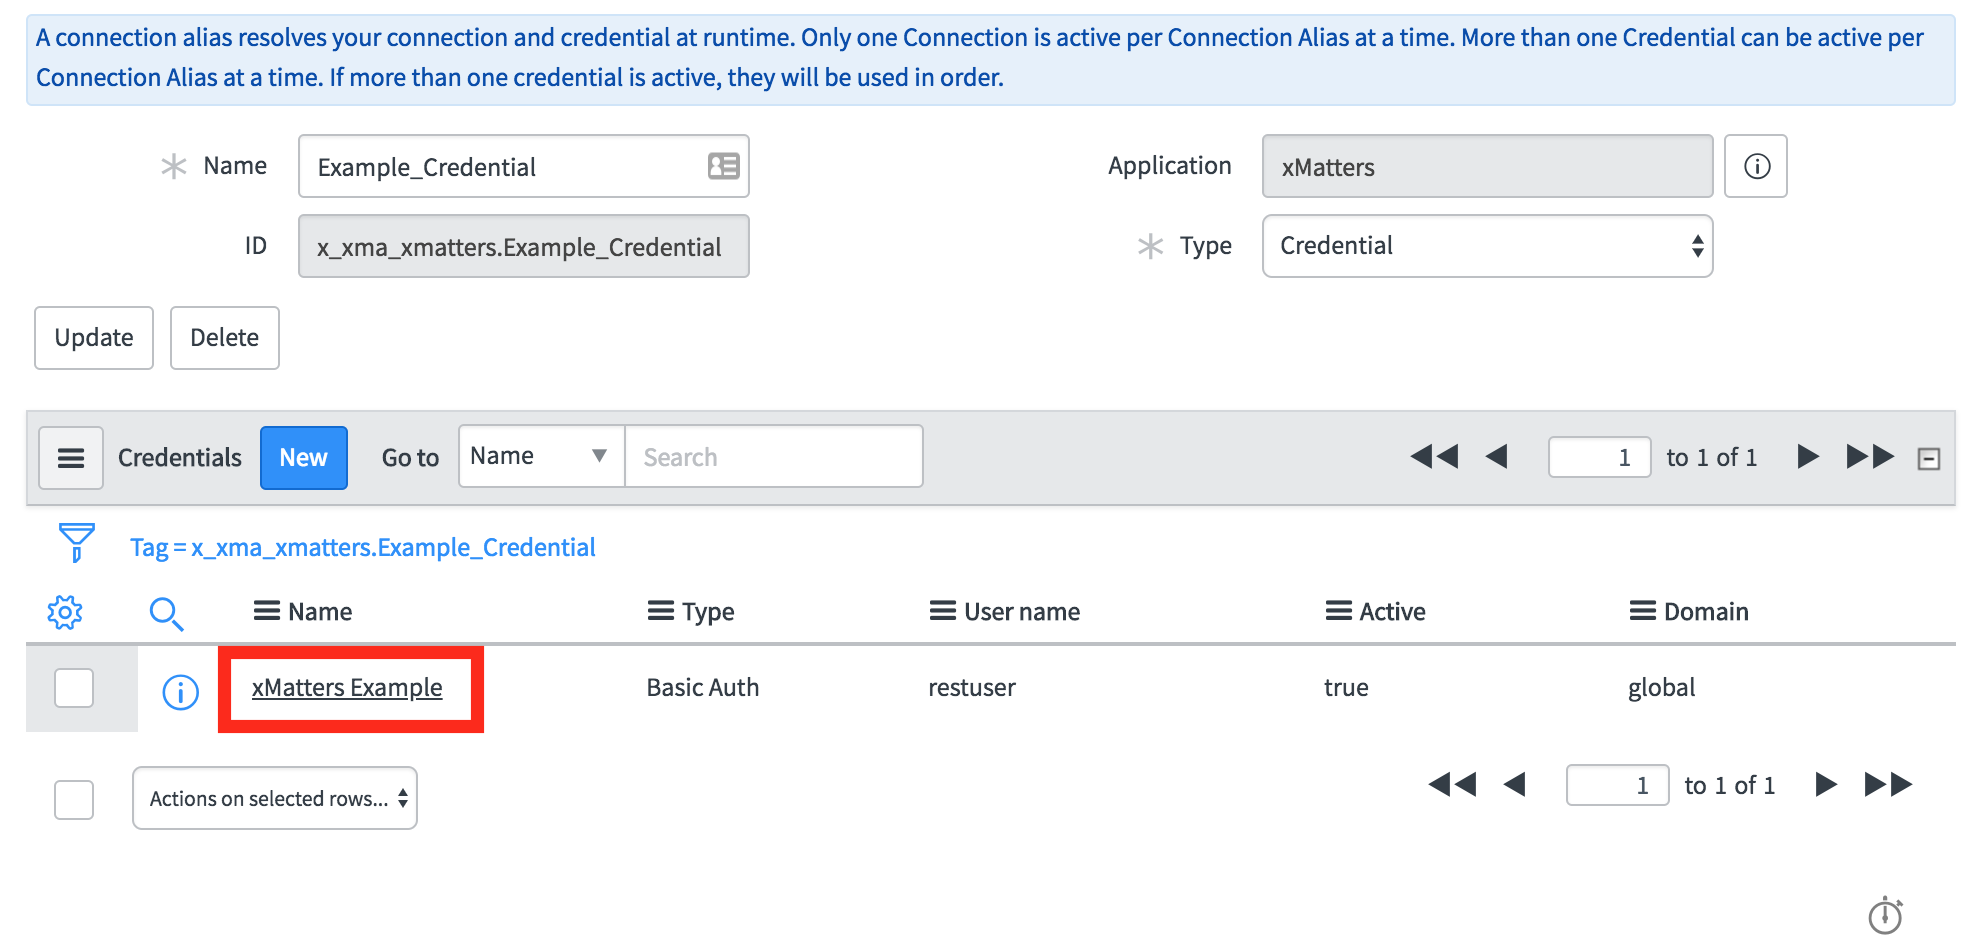 A connection alias resolves your connection and credential at runtime. Only one Connection is active per Connection Alias at a time. More than one Credential can be active per
Connection Alias at a time. If more than one credential is active, they will be used in order.
Name Example_Credential Application xMatters
ID x_xma_xmatters.Example_Credential Type Credential
Update Delete
Credentials New Go to Name Search 1 to 1 of 1
Tag = x_xma_xmatters.Example_Credential
Name Type User name Active Domain
xMatters Example Basic Auth restuser true global
Actions on selected rows... 1 to 1 of 1